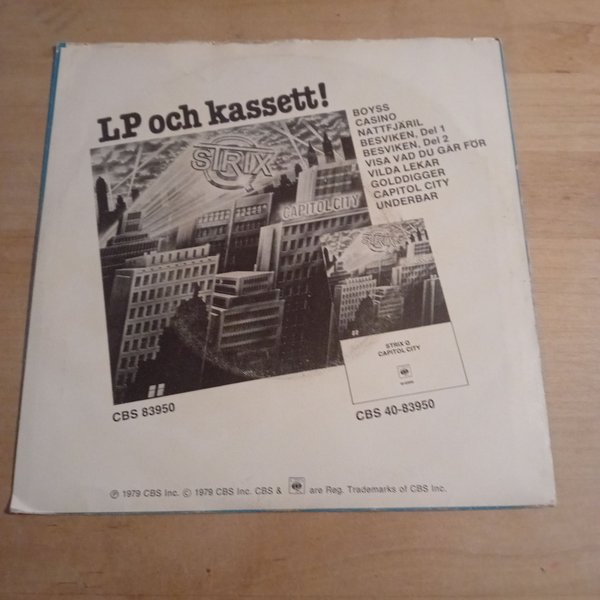 LP och kassett!
BOYSS
CASINO
NATTFJÄRIL
BESVIKEN, Del 1
BESVIKEN, Del 2
VISA VAD DU GÅR FÖR
VILDA LEKAR
GOLDDIGGER
CAPITOL CITY
UNDERBAR
STRIX Q
CAPITOL CITY
STRIX Q
STRIX Q
CAPITOL CITY
CBS 83950
CBS 40-83950
℗ 1979 CBS Inc. © 1979 CBS Inc. CBS & are Reg. Trademarks of CBS Inc.